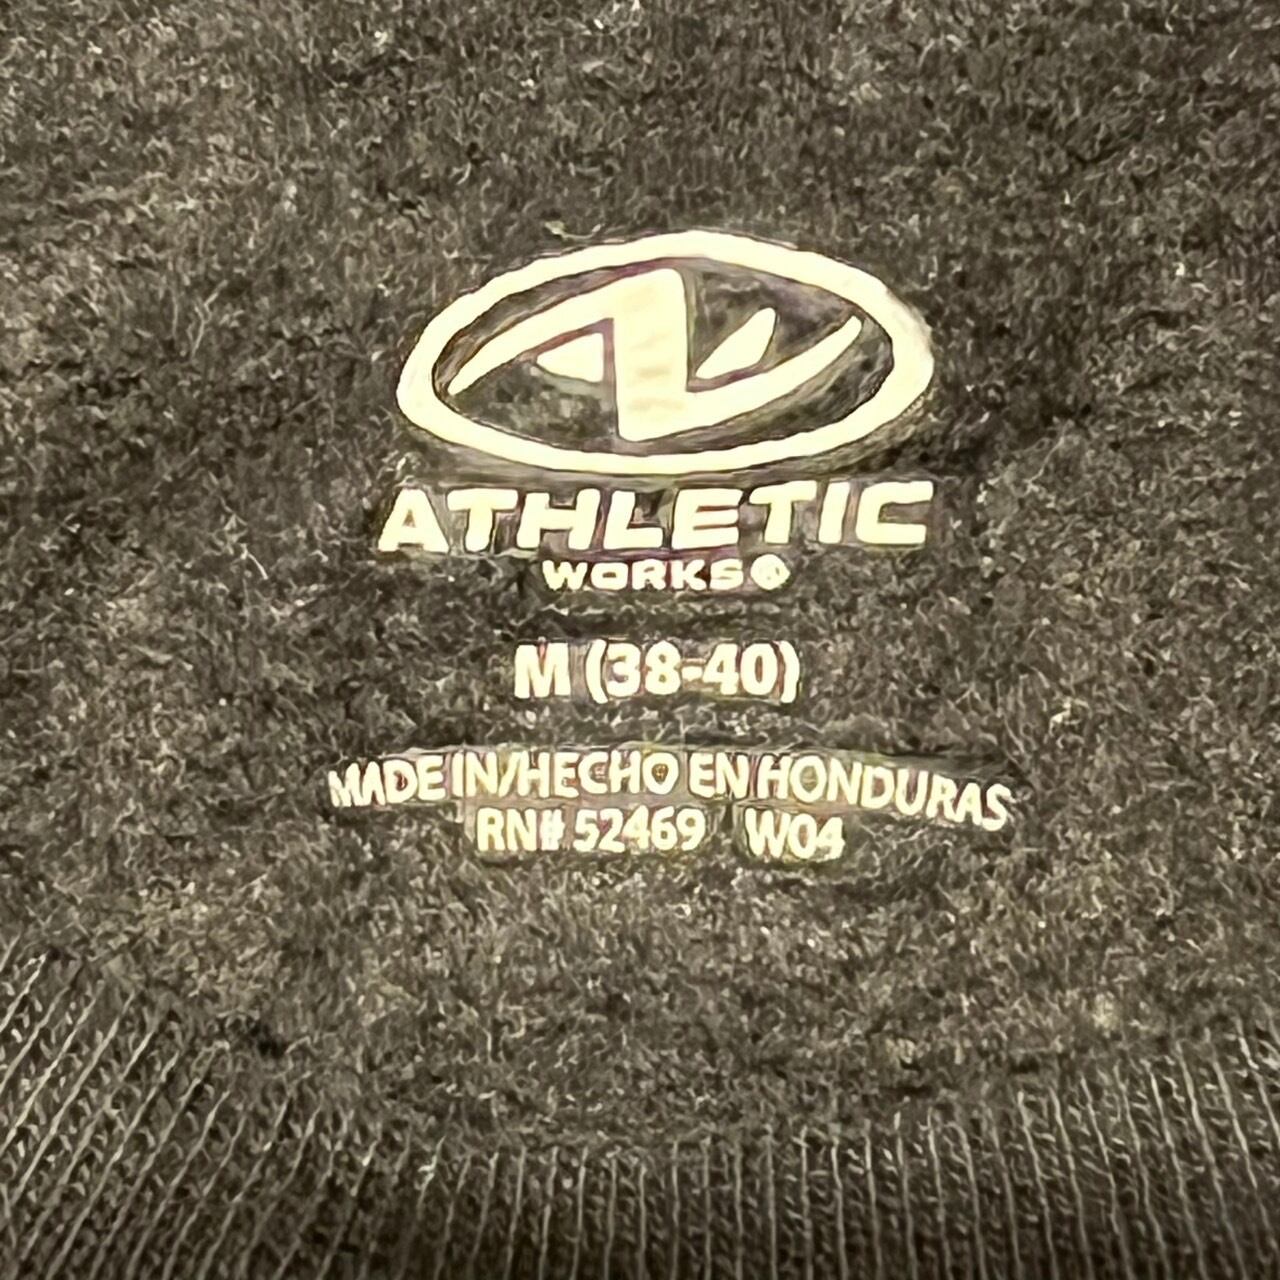 ATHLETIC
WORKS®
M (38-40)
MADE IN/HECHO EN HONDURAS
RN# 52469 W04